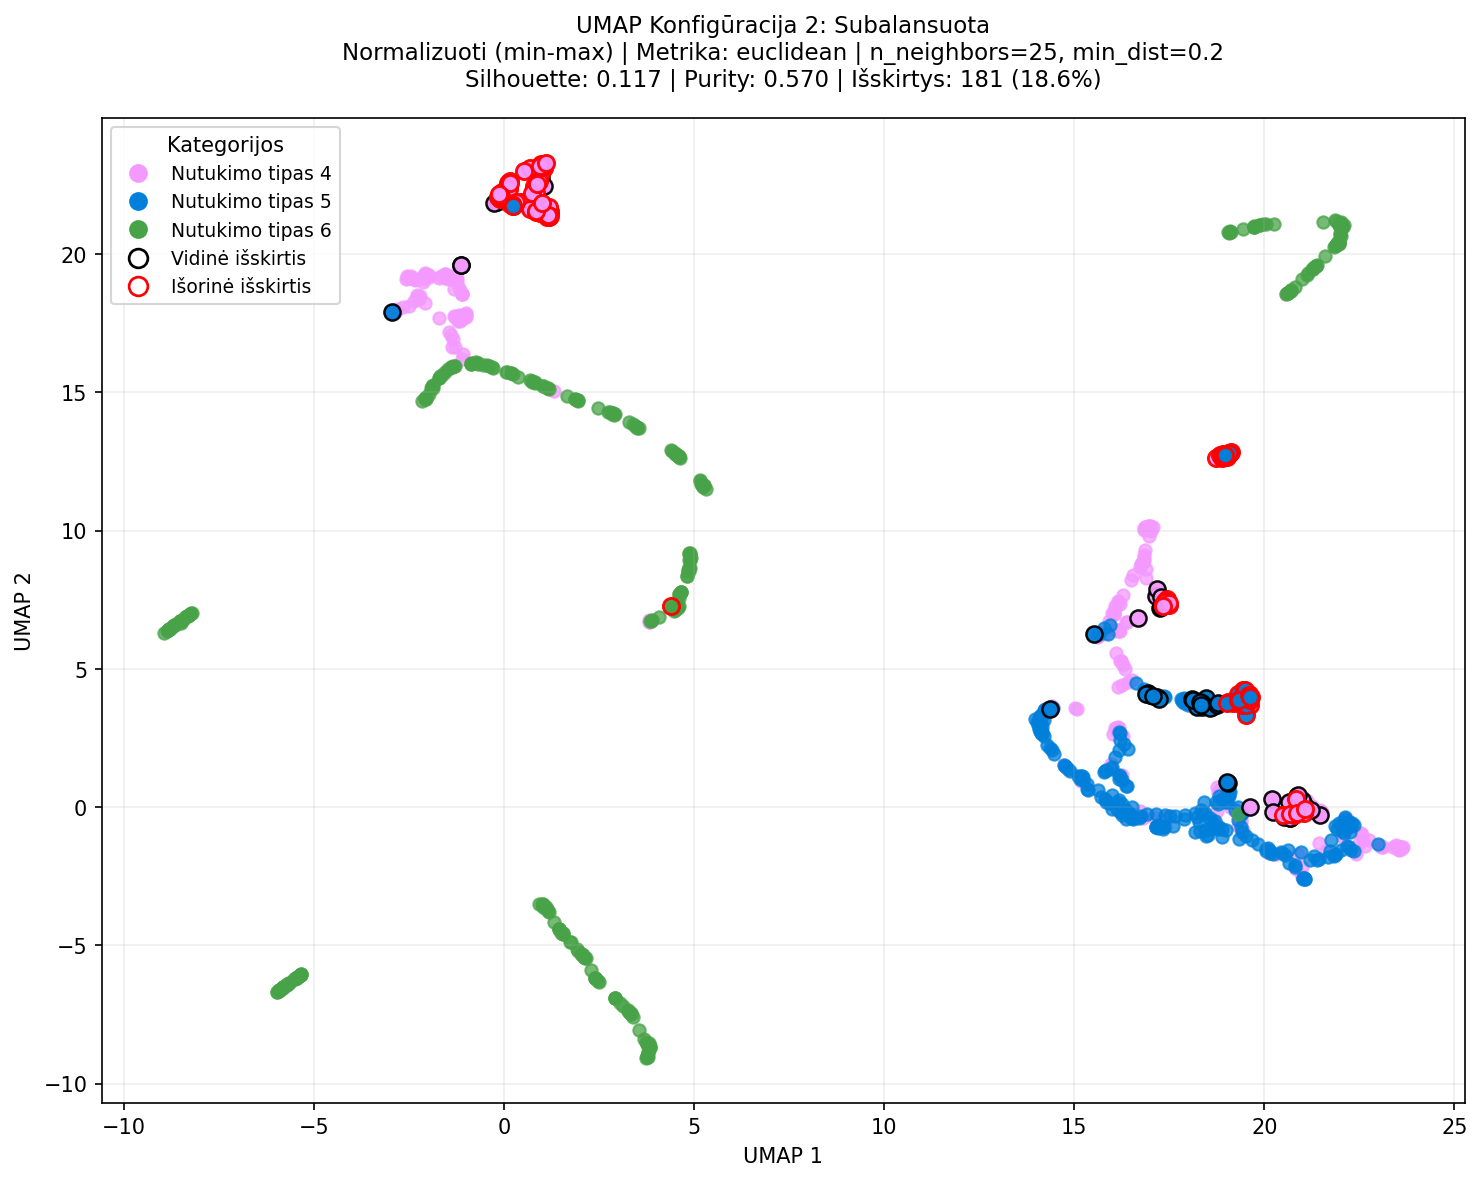 UMAP Konfigūracija 2: Subalansuota
Normalizuoti (min-max) | Metrika: euclidean | n_neighbors=25, min_dist=0.2
Silhouette: 0.117 | Purity: 0.570 | Išskirtys: 181 (18.6%)
Kategorijos
Nutukimo tipas 4
Nutukimo tipas 5
Nutukimo tipas 6
Vidinė išskirtis
Išorinė išskirtis
20
15
10
5
0
−5
−10
UMAP 2
−10 −5 0 5 10 15 20 25
UMAP 1